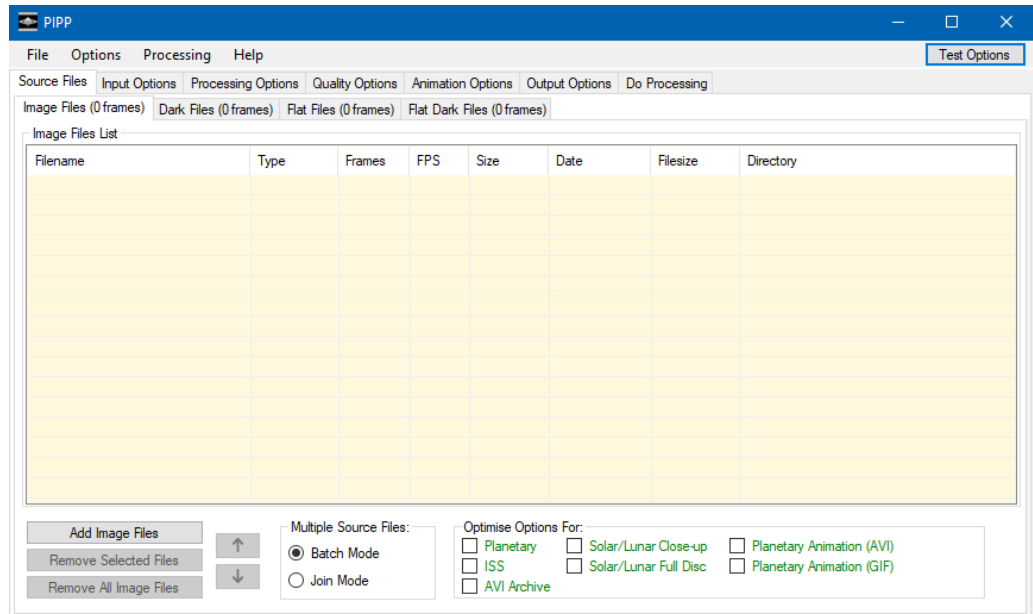 PIPP
File Options Processing Help Test Options
Source Files Input Options Processing Options Quality Options Animation Options Output Options Do Processing
Image Files (0 frames) Dark Files (0 frames) Flat Files (0 frames) Flat Dark Files (0 frames)
Image Files List
Filename Type Frames FPS Size Date Filesize Directory
Add Image Files
Remove Selected Files
Remove All Image Files
Multiple Source Files:
Batch Mode
Join Mode
Optimise Options For:
Planetary Solar/Lunar Close-up Planetary Animation (AVI)
ISS Solar/Lunar Full Disc Planetary Animation (GIF)
AVI Archive